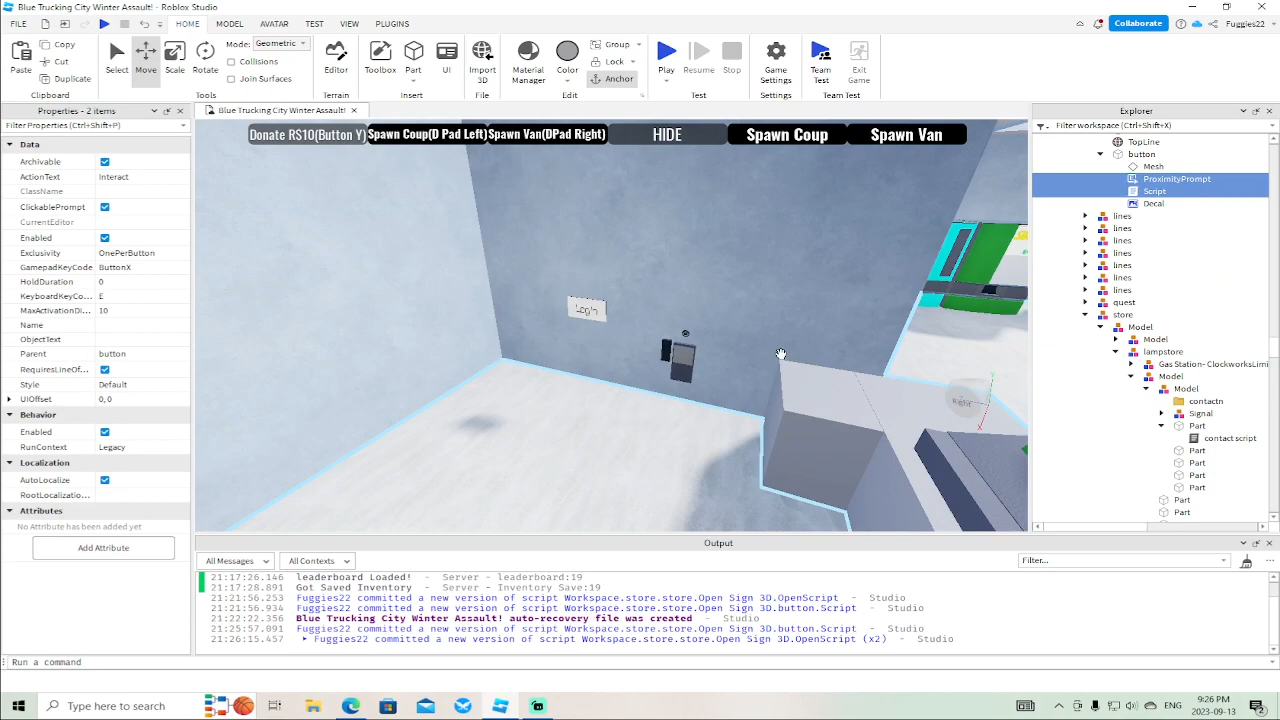 Blue Trucking City Winter Assault! - Roblox Studio
FILE HOME MODEL AVATAR TEST VIEW PLUGINS Collaborate Fuggies22
Copy Cut Duplicate Paste Clipboard
Select Move Scale Rotate Tools
Mode: Geometric Collisions Join Surfaces
Editor Terrain
Toolbox Part UI Insert
Import 3D File
Material Manager Color Group Lock Anchor Edit
Play Resume Stop Test
Game Settings Settings
Team Test Exit Game Team Test
Properties - 2 items
Filter Properties (Ctrl+Shift+P)
Data
Archivable
ActionText Interact
ClassName
ClickablePrompt
CurrentEditor
Enabled
Exclusivity OnePerButton
GamepadKeyCode ButtonX
HoldDuration 0
KeyboardKeyCo... E
MaxActivationDi... 10
Name
ObjectText
Parent button
RequiresLineOf...
Style Default
UIOffset 0, 0
Behavior
Enabled
RunContext Legacy
Localization
AutoLocalize
RootLocalizatio...
Attributes
No Attribute has been added yet
Add Attribute
Blue Trucking City Winter Assault!
Donate RS10(Button Y) Spawn Coup(D Pad Left) Spawn Van(DPad Right) HIDE Spawn Coup Spawn Van
Login
Right
Explorer
Filter workspace (Ctrl+Shift+X)
TopLine
button
Mesh
ProximityPrompt
Script
Decal
lines
lines
lines
lines
lines
lines
lines
quest
store
Model
Model
lampstore
Gas Station- ClockworksLimi
Model
Model
contactn
Signal
Part
contact script
Part
Part
Part
Part
Part
Part
Output
All Messages All Contexts Filter...
21:17:26.146 leaderboard Loaded! - Server - leaderboard:19
21:17:28.891 Got Saved Inventory - Server - Inventory Save:19
21:21:56.253 Fuggies22 committed a new version of script Workspace.store.store.Open Sign 3D.OpenScript - Studio
21:21:56.934 Fuggies22 committed a new version of script Workspace.store.store.Open Sign 3D.button.Script - Studio
21:22:22.356 Blue Trucking City Winter Assault! auto-recovery file was created - Studio
21:25:57.091 Fuggies22 committed a new version of script Workspace.store.store.Open Sign 3D.button.Script - Studio
21:26:15.457 Fuggies22 committed a new version of script Workspace.store.store.Open Sign 3D.OpenScript (x2) - Studio
Run a command
Type here to search
ENG 9:26 PM 2023-09-13 2